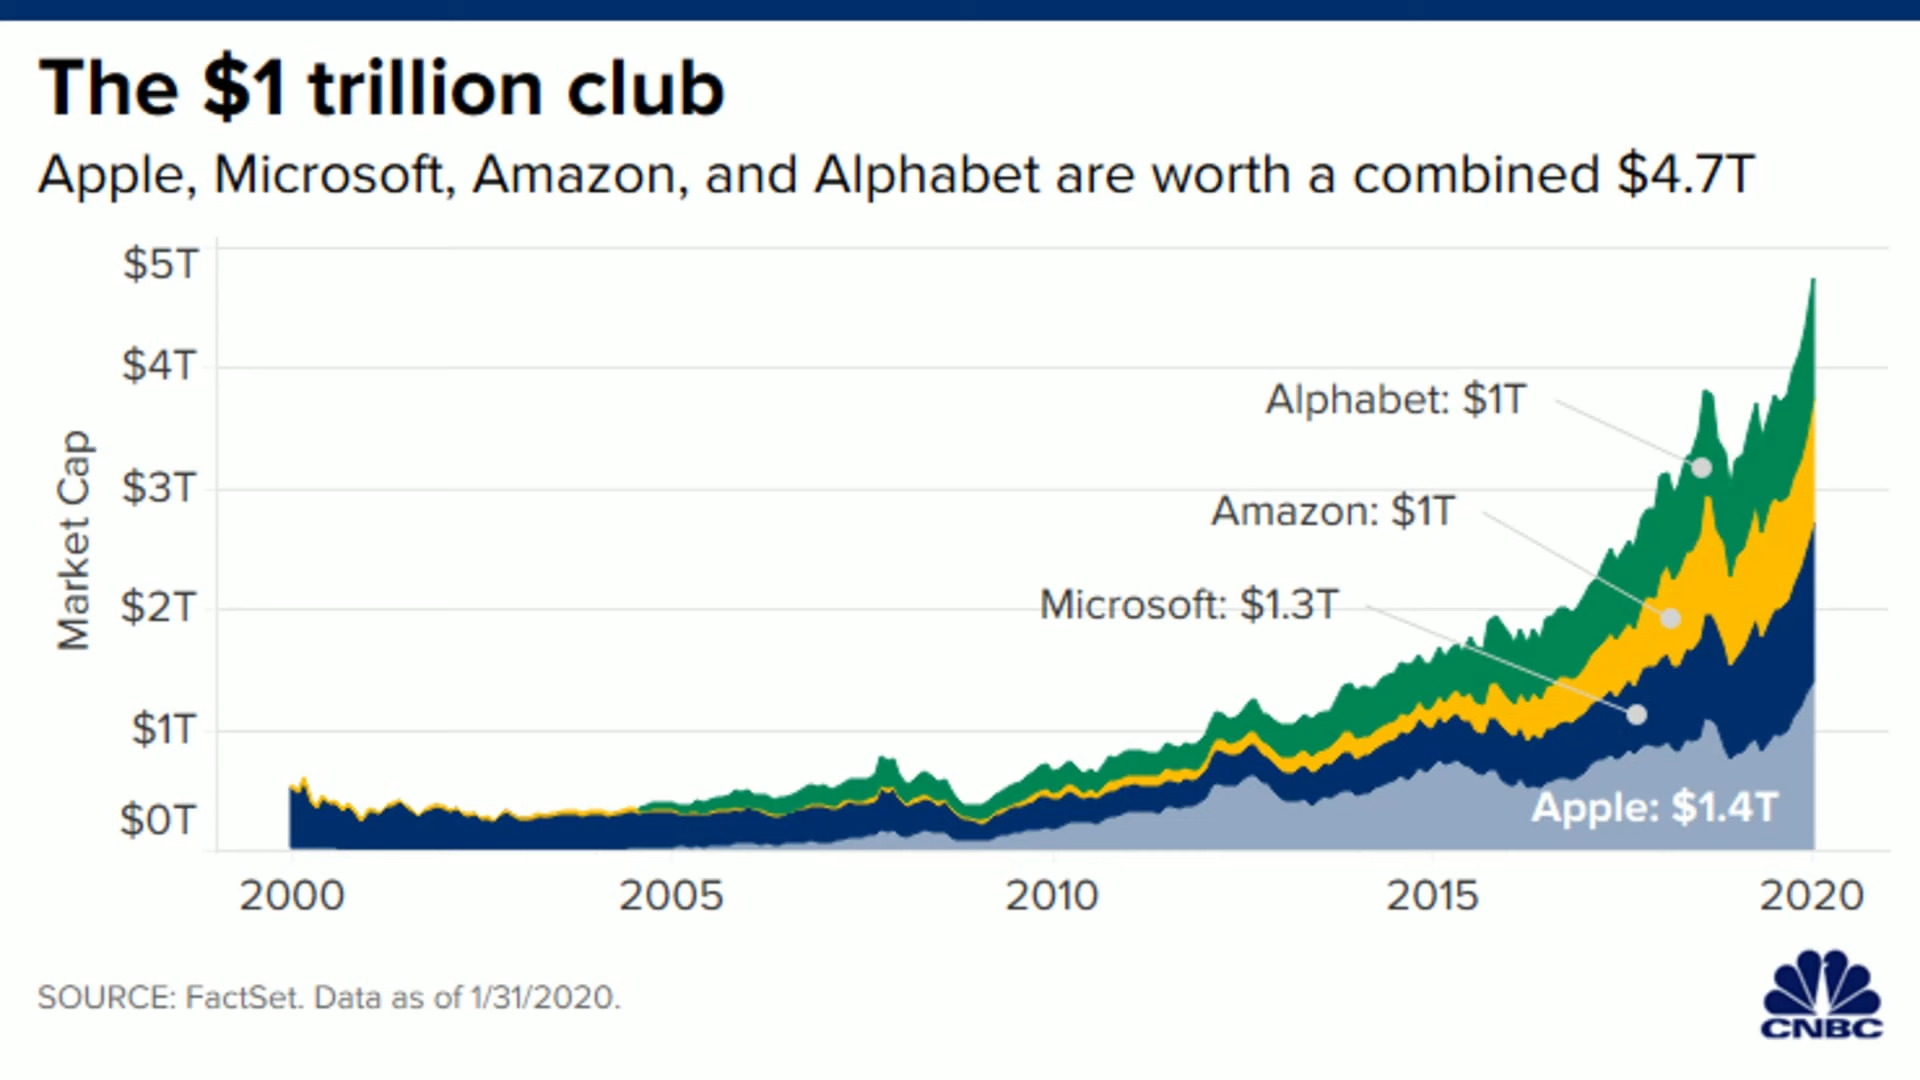 The $1 trillion club
Apple, Microsoft, Amazon, and Alphabet are worth a combined $4.7T
$5T
$4T
$3T
$2T
$1T
$0T
Market Cap
Alphabet: $1T
Amazon: $1T
Microsoft: $1.3T
Apple: $1.4T
2000 2005 2010 2015 2020
SOURCE: FactSet. Data as of 1/31/2020.
CNBC